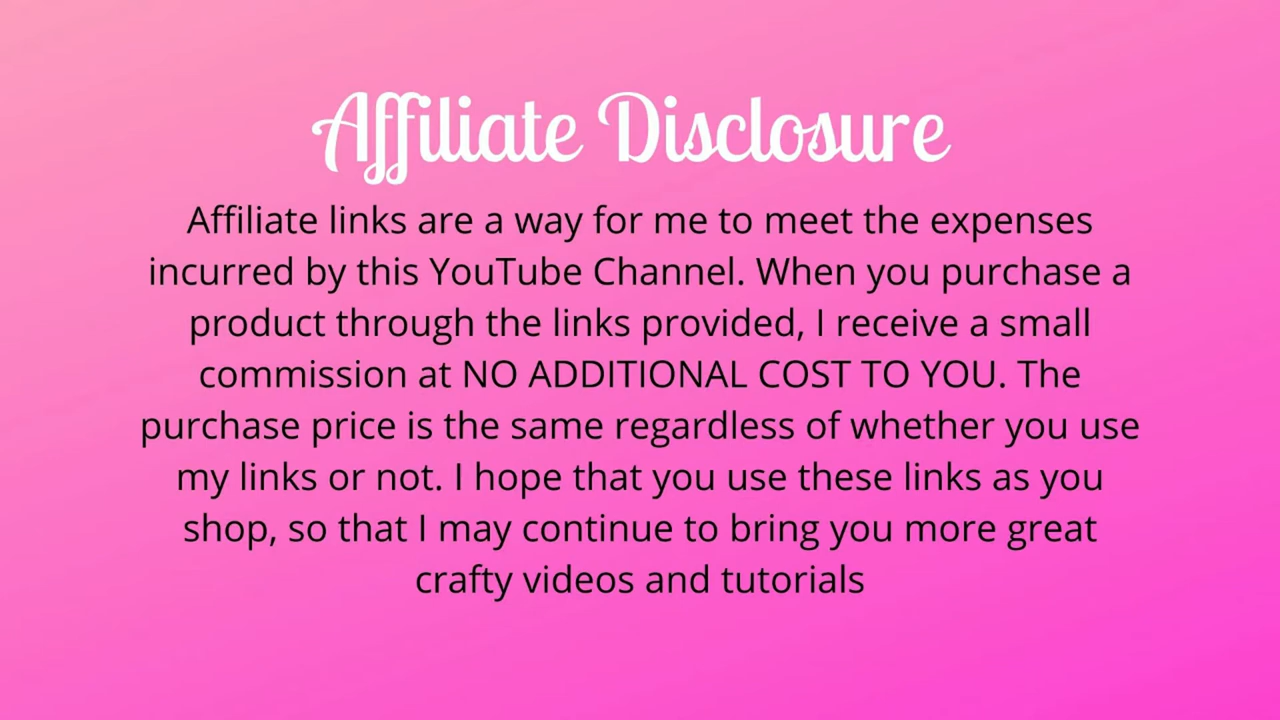 Affiliate Disclosure
Affiliate links are a way for me to meet the expenses
incurred by this YouTube Channel. When you purchase a
product through the links provided, I receive a small
commission at NO ADDITIONAL COST TO YOU. The
purchase price is the same regardless of whether you use
my links or not. I hope that you use these links as you
shop, so that I may continue to bring you more great
crafty videos and tutorials